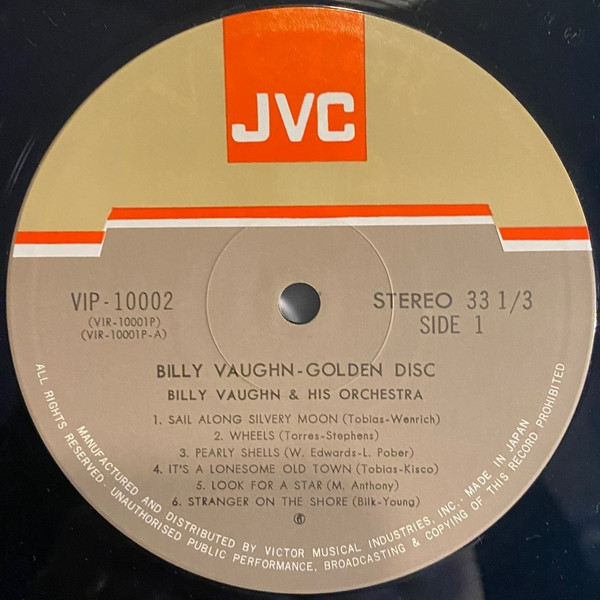 JVC
VIP-10002
(VIR-10001P)
(VIR-10001P-A)
STEREO 33 1/3
SIDE 1
BILLY VAUGHN-GOLDEN DISC
BILLY VAUGHN & HIS ORCHESTRA
1. SAIL ALONG SILVERY MOON (Tobias-Wenrich)
2. WHEELS (Torres-Stephens)
3. PEARLY SHELLS (W. Edwards-L. Pober)
4. IT'S A LONESOME OLD TOWN (Tobias-Kisco)
5. LOOK FOR A STAR (M. Anthony)
6. STRANGER ON THE SHORE (Bilk-Young)
MANUFACTURED AND DISTRIBUTED BY VICTOR MUSICAL INDUSTRIES, INC., MADE IN JAPAN
ALL RIGHTS RESERVED. UNAUTHORISED PUBLIC PERFORMANCE, BROADCASTING & COPYING OF THIS RECORD PROHIBITED